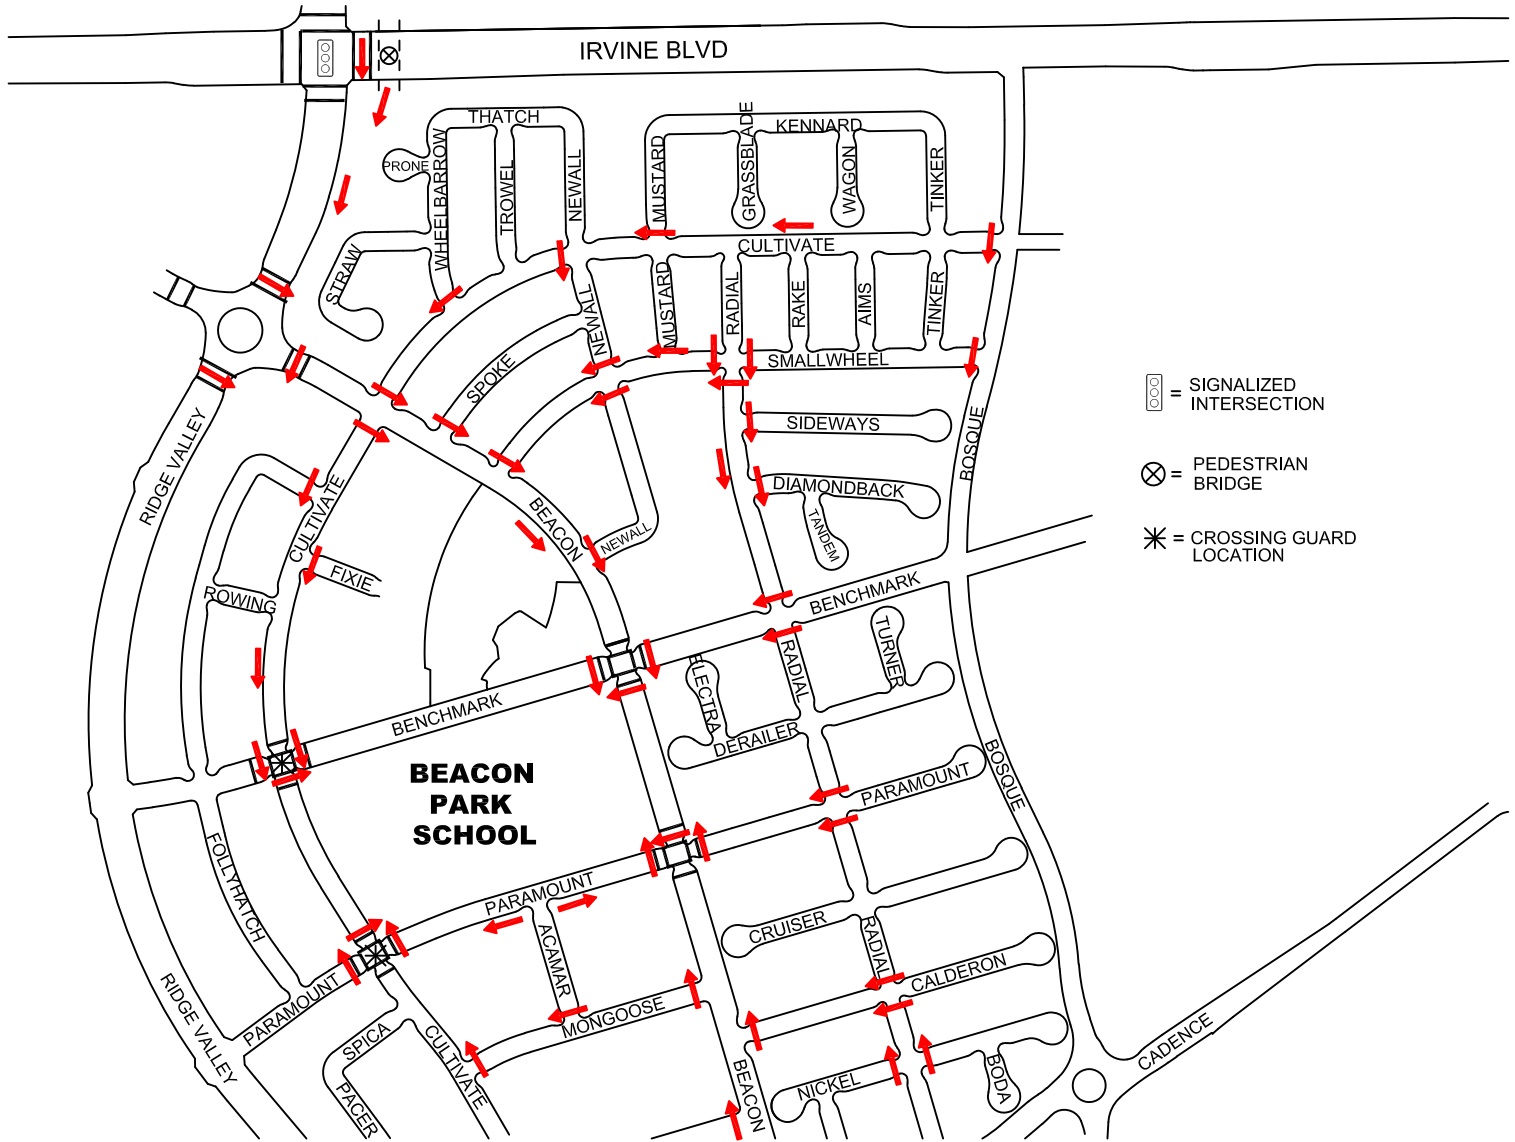 IRVINE BLVD
THATCH
GRASSBLADE
KENNARD
PRONE
WHEELBARROW
TROWEL
NEWALL
MUSTARD
WAGON
TINKER
CULTIVATE
STRAW
NEWALL
MUSTARD
RADIAL
RAKE
AIMS
TINKER
SMALLWHEEL
SPOKE
= SIGNALIZED
INTERSECTION
RIDGE VALLEY
SIDEWAYS
BOSQUE
= PEDESTRIAN
BRIDGE
CULTIVATE
BEACON
DIAMONDBACK
TANDEM
NEWALL
= CROSSING GUARD
LOCATION
FIXIE
ROWING
BENCHMARK
TURNER
RADIAL
ELECTRA
BENCHMARK
DERAILER
BOSQUE
BEACON
PARK
SCHOOL
PARAMOUNT
FOLLYHATCH
PARAMOUNT
ACAMAR
CRUISER
RADIAL
CALDERON
RIDGE VALLEY
PARAMOUNT
MONGOOSE
SPICA
CULTIVATE
CADENCE
BEACON
NICKEL
BODA
PACER